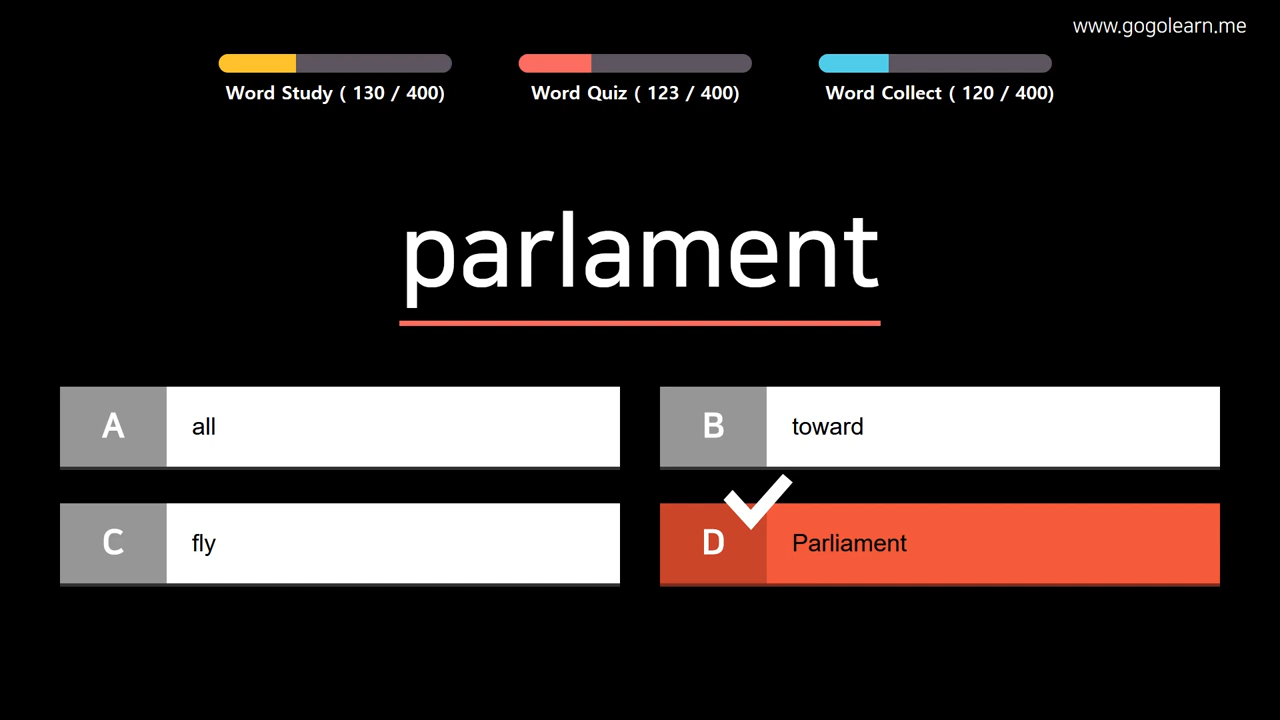 www.gogolearn.me
Word Study ( 130 / 400)
Word Quiz ( 123 / 400)
Word Collect ( 120 / 400)
parlament
A all
B toward
C fly
D Parliament